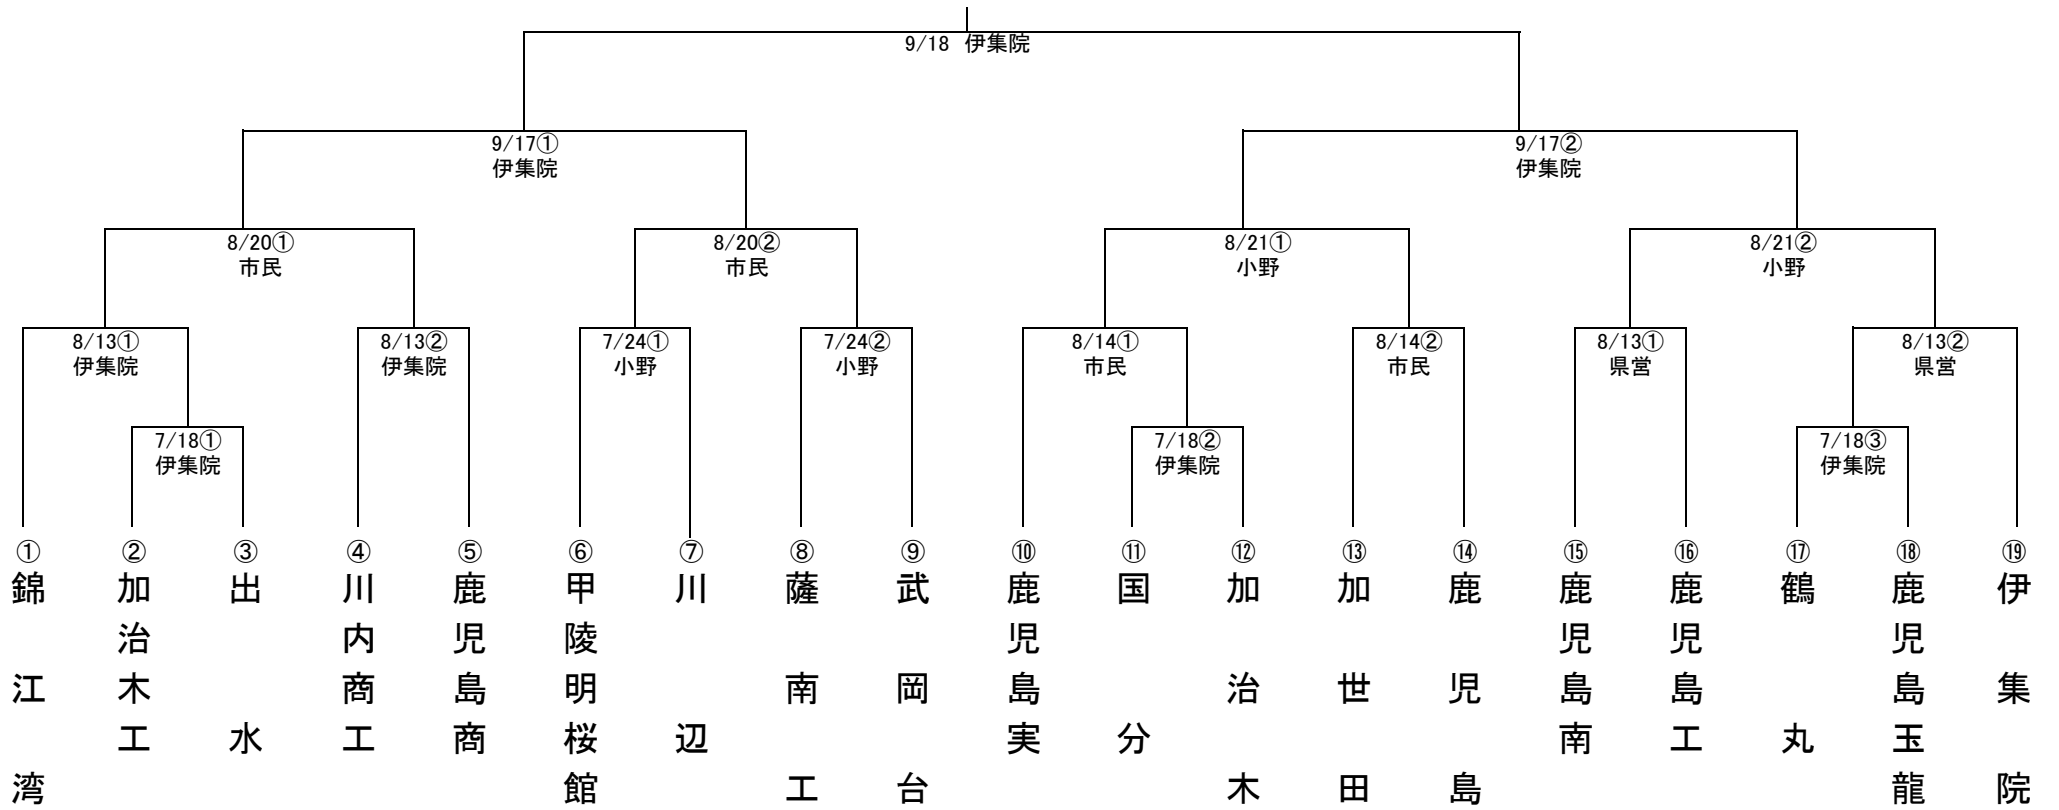 9/18 伊集院
9/17① 9/17②
伊集院 伊集院
8/20① 8/20② 8/21① 8/21②
市民 市民 小野 小野
8/13① 8/13② 7/24① 7/24② 8/14① 8/14② 8/13① 8/13②
伊集院 伊集院 小野 小野 市民 市民 県営 県営
7/18① 7/18② 7/18③
伊集院 伊集院 伊集院
① ② ③ ④ ⑤ ⑥ ⑦ ⑧ ⑨ ⑩ ⑪ ⑫ ⑬ ⑭ ⑮ ⑯ ⑰ ⑱ ⑲
錦江湾
加治木工
出水
川内商工
鹿児島商
甲陵明桜館
川辺
薩南工
武岡台
鹿児島実
国分
加治木
加世田
鹿児島
鹿児島南
鹿児島工
鶴丸
鹿児島玉龍
伊集院